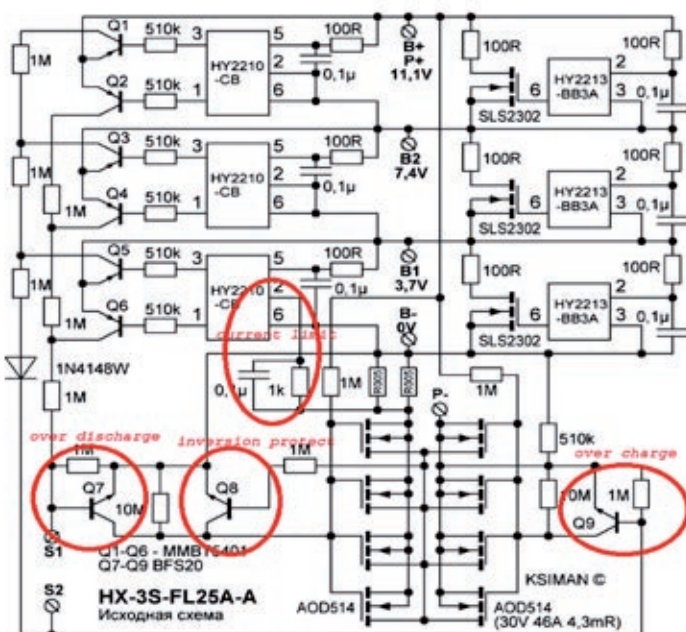 Q1
510k
3
5
100R
HY2210
-CB
2
0,1µ
B+
P+
11,1V
100R
HY2213
-BB3A
2
3
6
0,1µ
100R
1M
Q2
510k
1
6
SLS2302
Q3
510k
3
5
100R
HY2210
-CB
2
0,1µ
B2
7,4V
100R
HY2213
-BB3A
2
3
6
0,1µ
100R
1M
1M
Q4
510k
1
6
SLS2302
Q5
510k
3
5
100R
HY2210
-CB
2
0,1µ
B1
3,7V
100R
HY2213
-BB3A
2
3
6
0,1µ
100R
1M
1M
Q6
510k
1
6
B-
0V
SLS2302
current limit
1N4148W
1k
1M
R005
R005
P-
1M
1M
510k
over discharge
inversion protect
over charge
1M
1M
Q7
10M
Q8
10M
1M
Q9
S1
Q1-Q6 - MMBT5401
Q7-Q9 BFS20
S2
HX-3S-FL25A-A
Исходная схема
AOD514
KSIMAN ©
AOD514
(30V 46A 4,3mR)